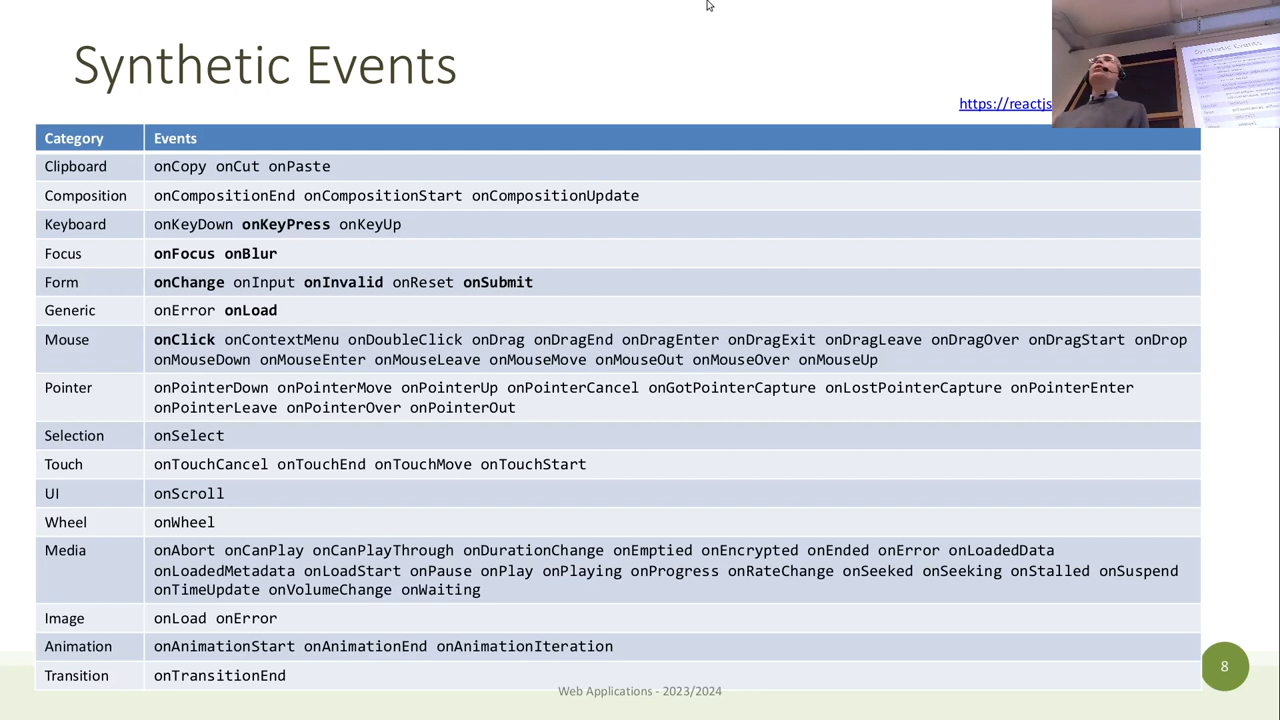 Synthetic Events
https://reactjs
Category Events
Clipboard onCopy onCut onPaste
Composition onCompositionEnd onCompositionStart onCompositionUpdate
Keyboard onKeyDown onKeyPress onKeyUp
Focus onFocus onBlur
Form onChange onInput onInvalid onReset onSubmit
Generic onError onLoad
Mouse onClick onContextMenu onDoubleClick onDrag onDragEnd onDragEnter onDragExit onDragLeave onDragOver onDragStart onDrop
onMouseDown onMouseEnter onMouseLeave onMouseMove onMouseOut onMouseOver onMouseUp
Pointer onPointerDown onPointerMove onPointerUp onPointerCancel onGotPointerCapture onLostPointerCapture onPointerEnter
onPointerLeave onPointerOver onPointerOut
Selection onSelect
Touch onTouchCancel onTouchEnd onTouchMove onTouchStart
UI onScroll
Wheel onWheel
Media onAbort onCanPlay onCanPlayThrough onDurationChange onEmptied onEncrypted onEnded onError onLoadedData
onLoadedMetadata onLoadStart onPause onPlay onPlaying onProgress onRateChange onSeeked onSeeking onStalled onSuspend
onTimeUpdate onVolumeChange onWaiting
Image onLoad onError
Animation onAnimationStart onAnimationEnd onAnimationIteration
Transition onTransitionEnd
Web Applications - 2023/2024
8
Synthetic Events